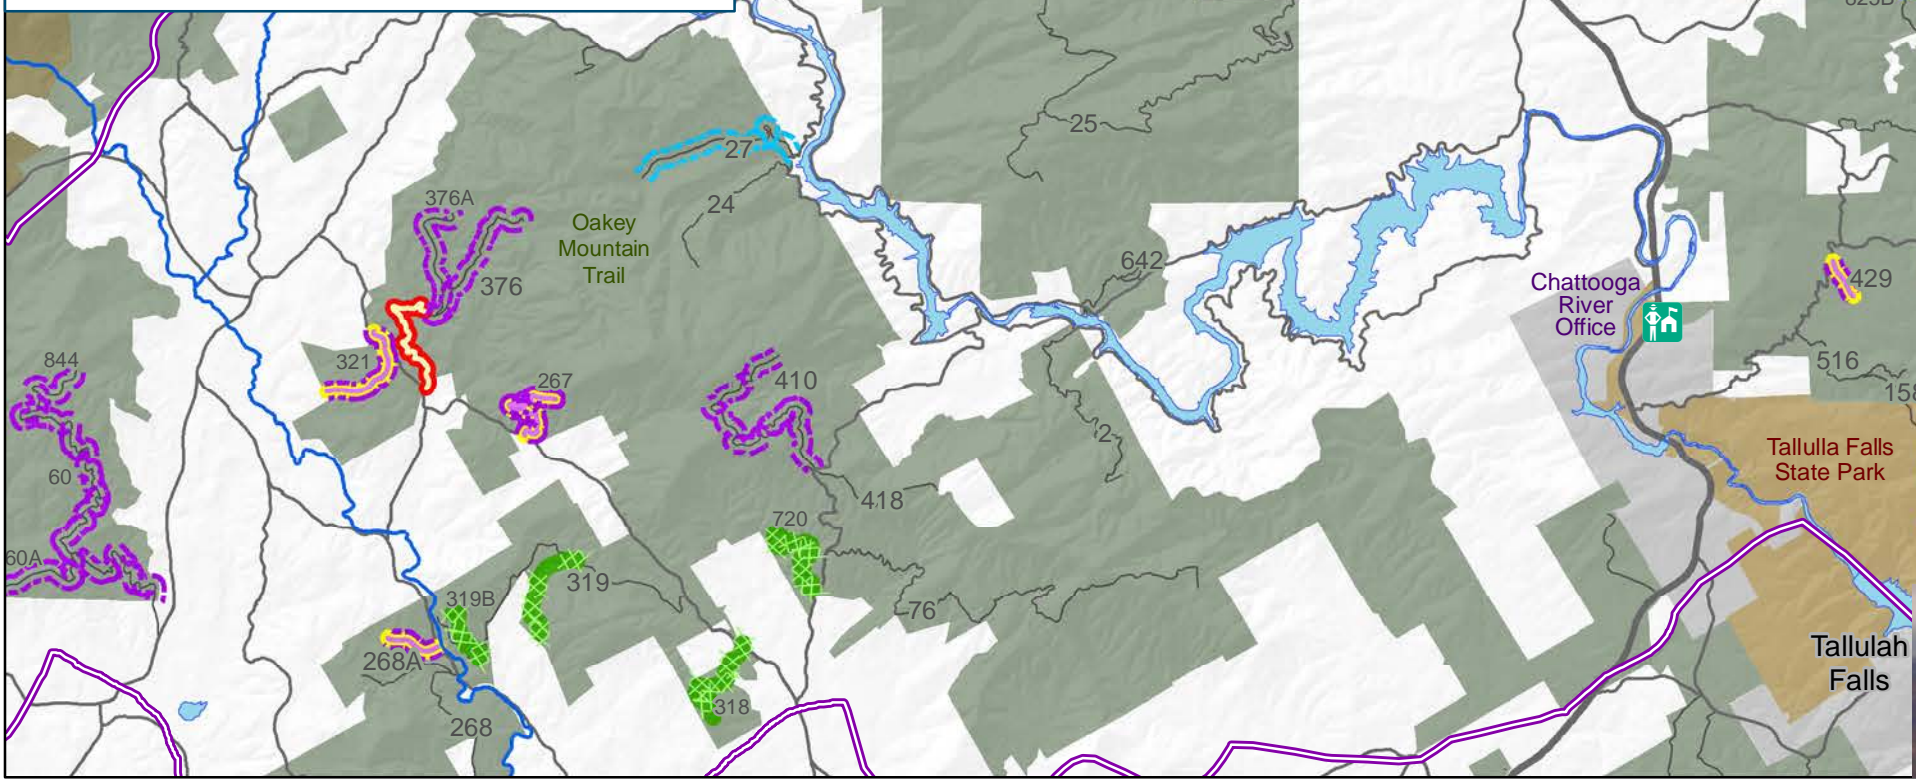 25
27
376A
24
Oakey
Mountain
Trail
642
376
Chattooga
River
Office
429
844
321
516
267
410
2
Tallulla Falls
State Park
60
418
720
60A
319
319B
76
Tallulah
Falls
268A
318
268